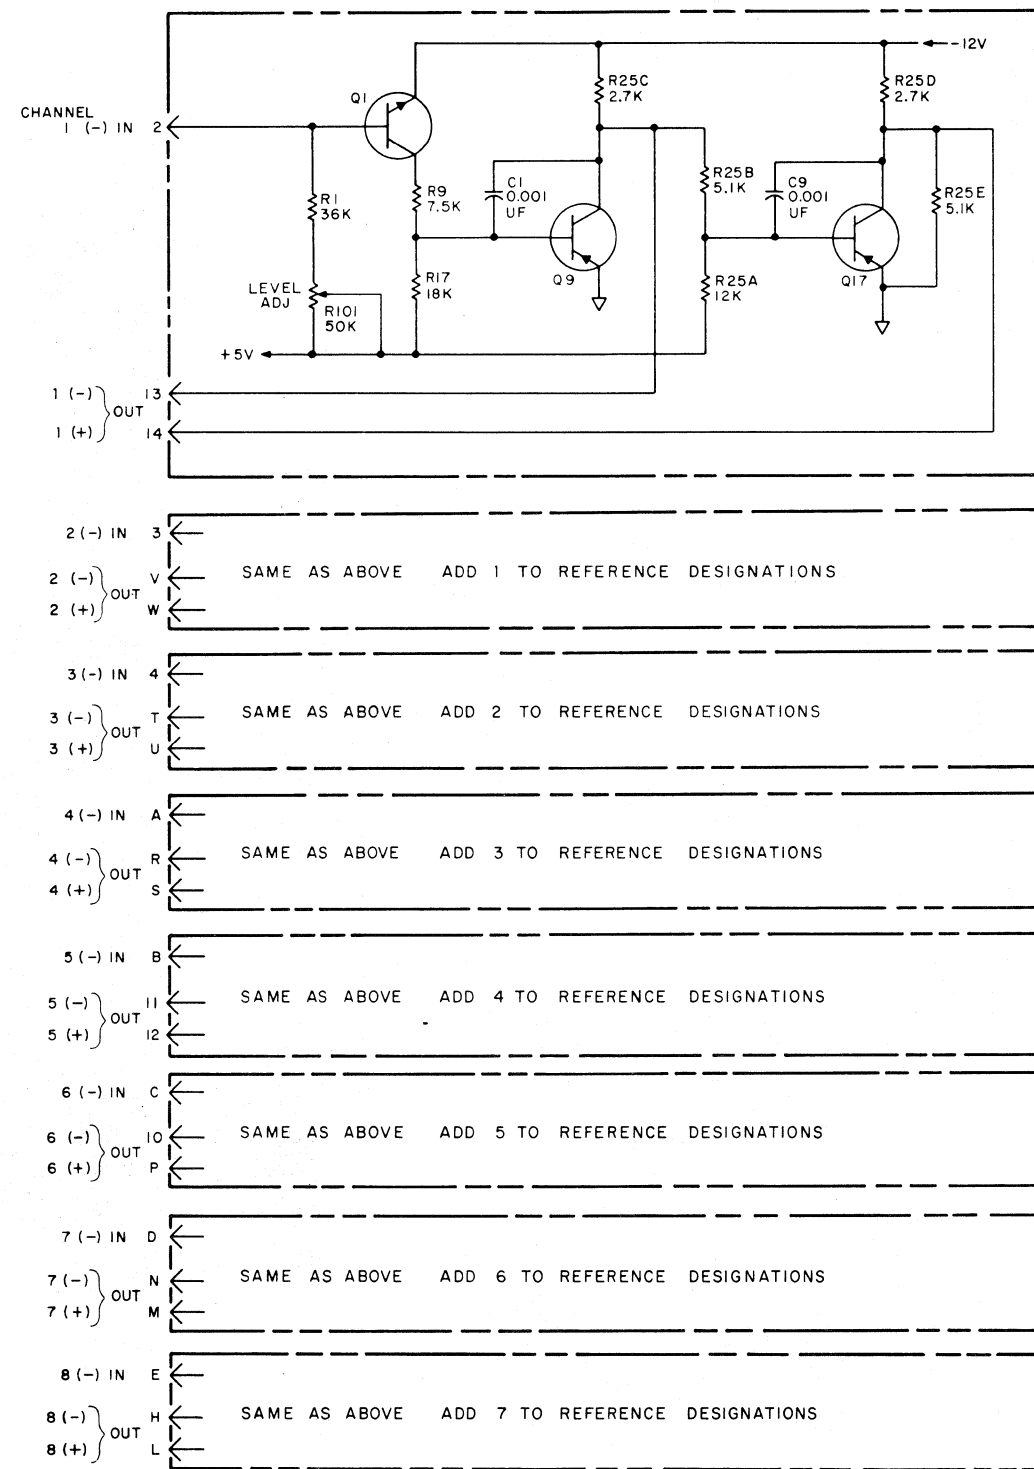 -12V
R25C
2.7K
R25D
2.7K
Q1
CHANNEL
1 (-) IN 2
R1
36K
R9
7.5K
C1
0.001
UF
R25B
5.1K
C9
0.001
UF
R25E
5.1K
LEVEL
ADJ
R101
50K
R17
18K
Q9
R25A
12K
Q17
+5V
1 (-)
OUT
13
1 (+)
14
2 (-) IN 3
2 (-)
OUT
V
2 (+)
W
SAME AS ABOVE ADD 1 TO REFERENCE DESIGNATIONS
3 (-) IN 4
3 (-)
OUT
T
3 (+)
U
SAME AS ABOVE ADD 2 TO REFERENCE DESIGNATIONS
4 (-) IN A
4 (-)
OUT
R
4 (+)
S
SAME AS ABOVE ADD 3 TO REFERENCE DESIGNATIONS
5 (-) IN B
5 (-)
OUT
11
5 (+)
12
SAME AS ABOVE ADD 4 TO REFERENCE DESIGNATIONS
6 (-) IN C
6 (-)
OUT
10
6 (+)
P
SAME AS ABOVE ADD 5 TO REFERENCE DESIGNATIONS
7 (-) IN D
7 (-)
OUT
N
7 (+)
M
SAME AS ABOVE ADD 6 TO REFERENCE DESIGNATIONS
8 (-) IN E
8 (-)
OUT
H
8 (+)
L
SAME AS ABOVE ADD 7 TO REFERENCE DESIGNATIONS